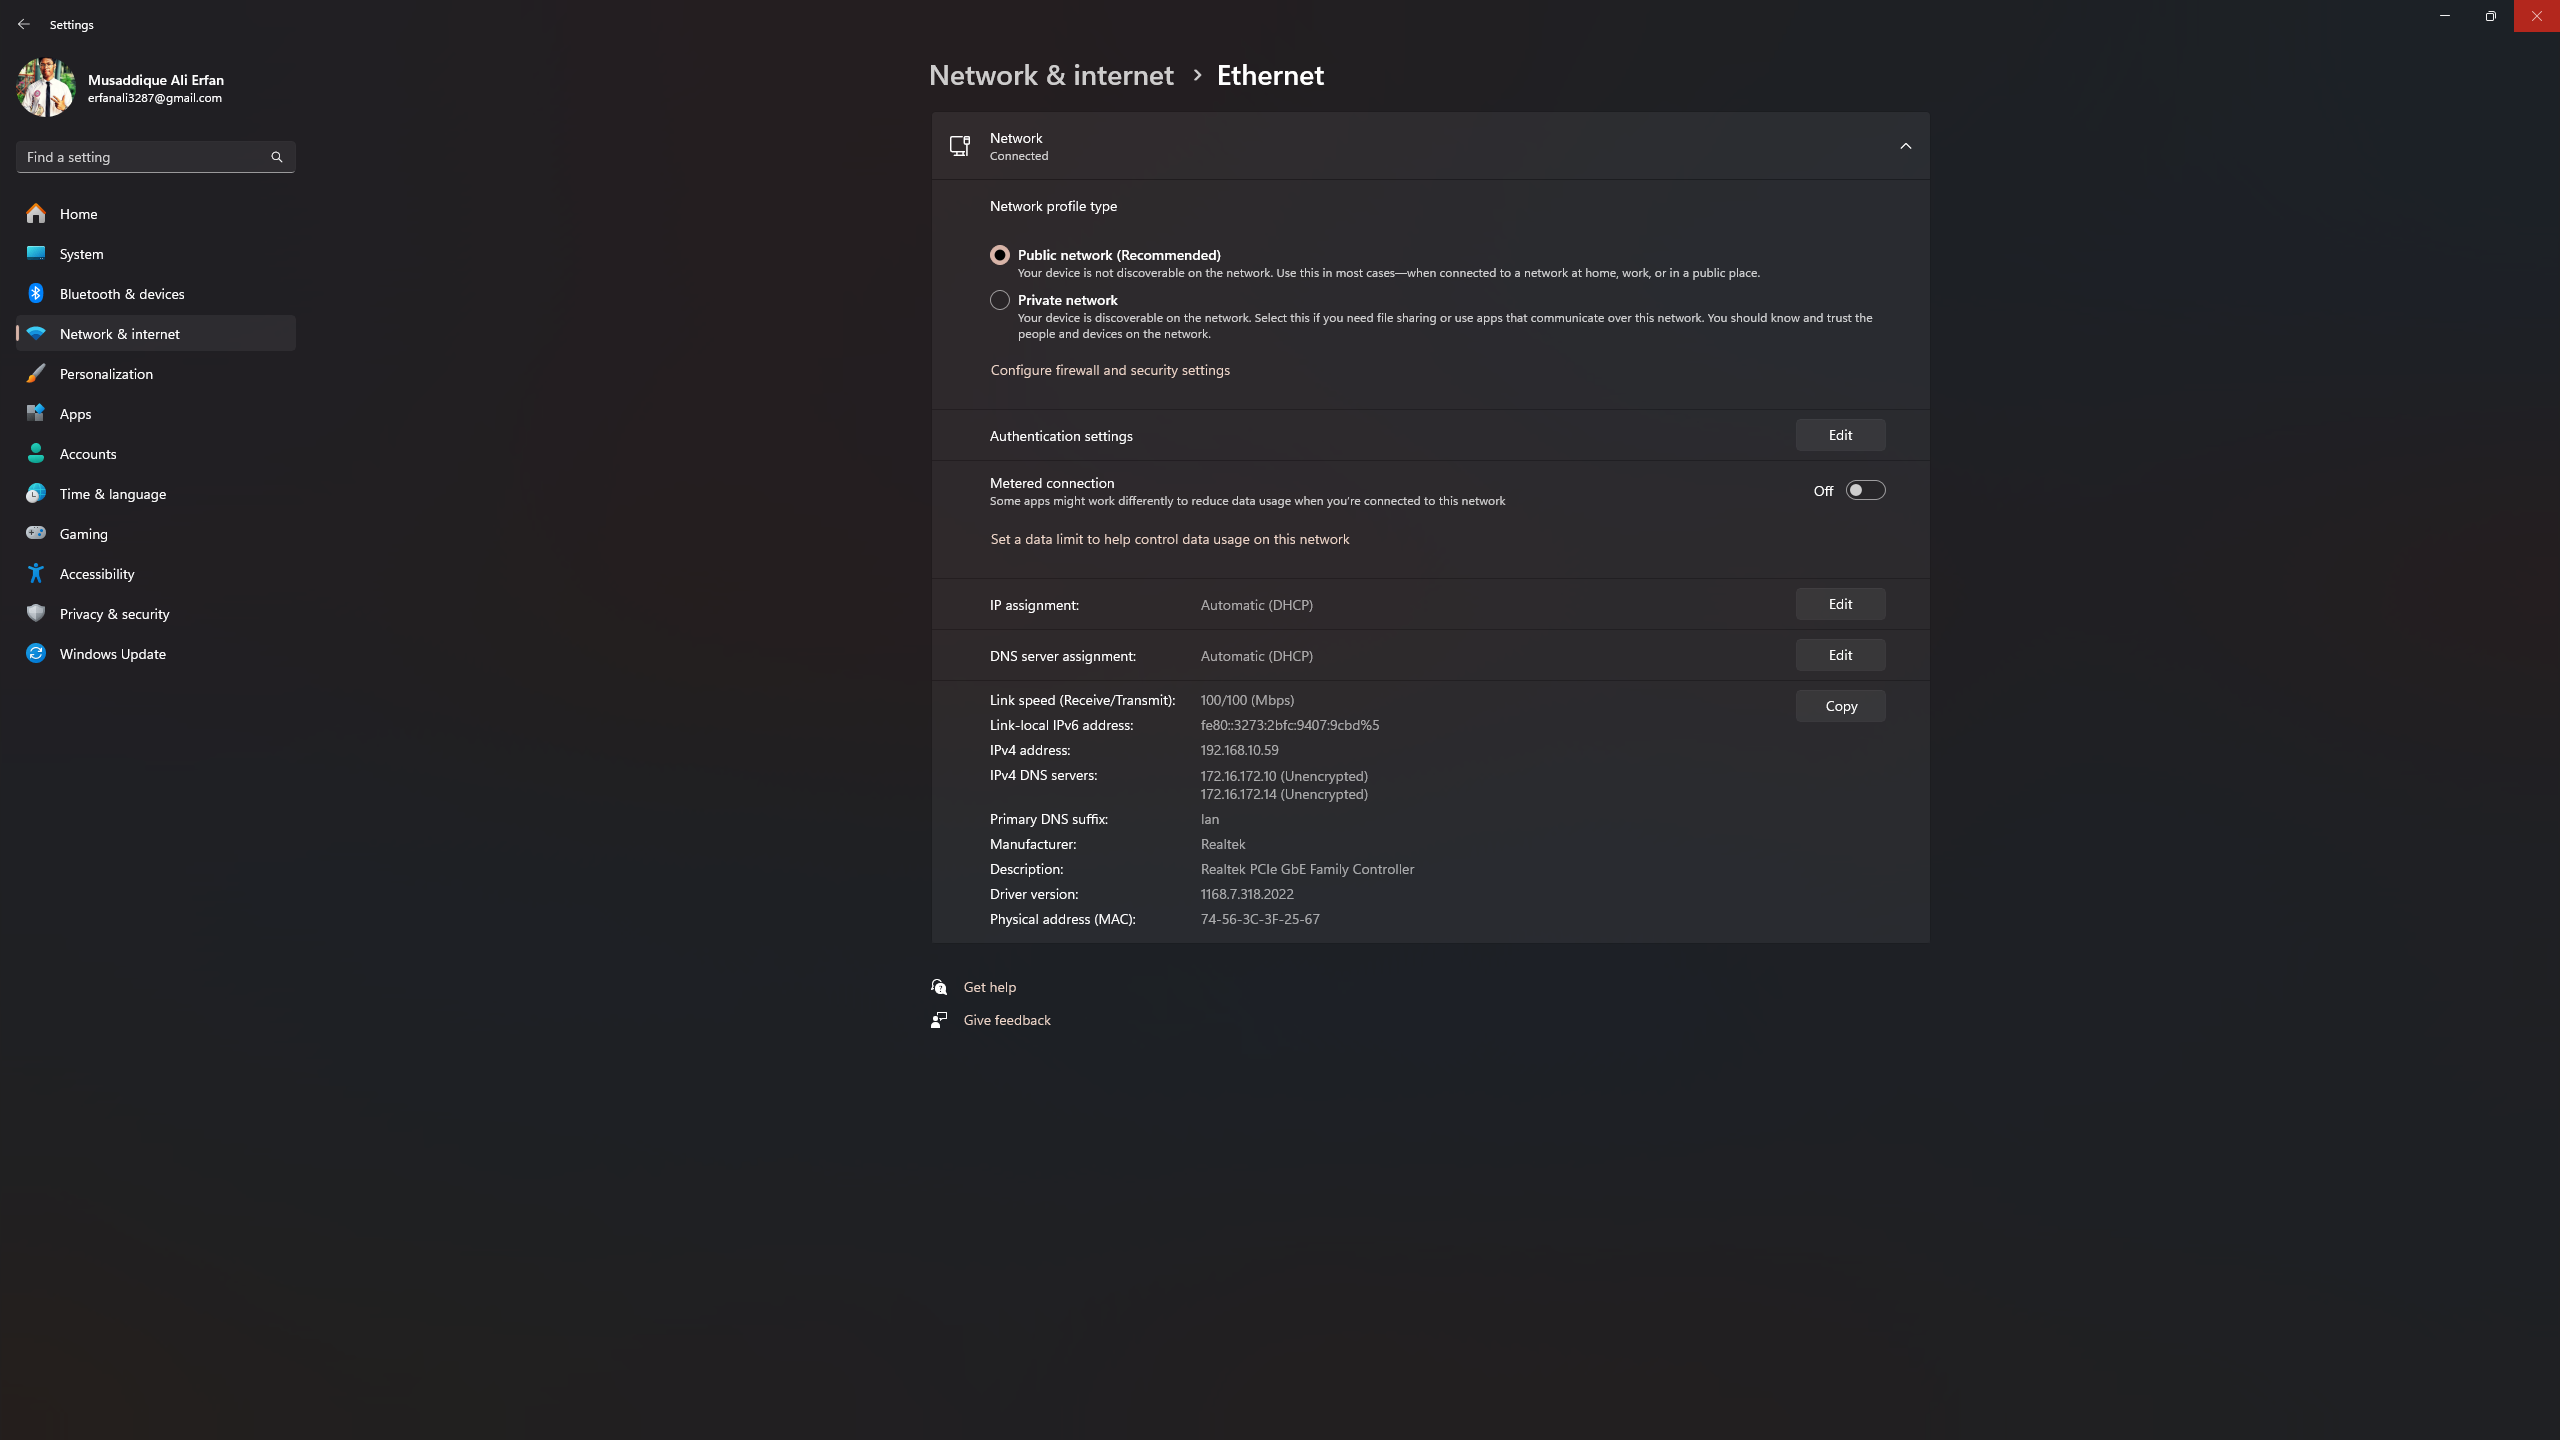 Settings
Musaddique Ali Erfan
erfanali3287@gmail.com
Find a setting
Home
System
Bluetooth & devices
Network & internet
Personalization
Apps
Accounts
Time & language
Gaming
Accessibility
Privacy & security
Windows Update
Network & internet > Ethernet
Network
Connected
Network profile type
Public network (Recommended)
Your device is not discoverable on the network. Use this in most cases—when connected to a network at home, work, or in a public place.
Private network
Your device is discoverable on the network. Select this if you need file sharing or use apps that communicate over this network. You should know and trust the
people and devices on the network.
Configure firewall and security settings
Authentication settings Edit
Metered connection
Some apps might work differently to reduce data usage when you're connected to this network
Off
Set a data limit to help control data usage on this network
IP assignment: Automatic (DHCP) Edit
DNS server assignment: Automatic (DHCP) Edit
Link speed (Receive/Transmit): 100/100 (Mbps) Copy
Link-local IPv6 address: fe80::3273:2bfc:9407:9cbd%5
IPv4 address: 192.168.10.59
IPv4 DNS servers: 172.16.172.10 (Unencrypted)
172.16.172.14 (Unencrypted)
Primary DNS suffix: lan
Manufacturer: Realtek
Description: Realtek PCIe GbE Family Controller
Driver version: 1168.7.318.2022
Physical address (MAC): 74-56-3C-3F-25-67
Get help
Give feedback